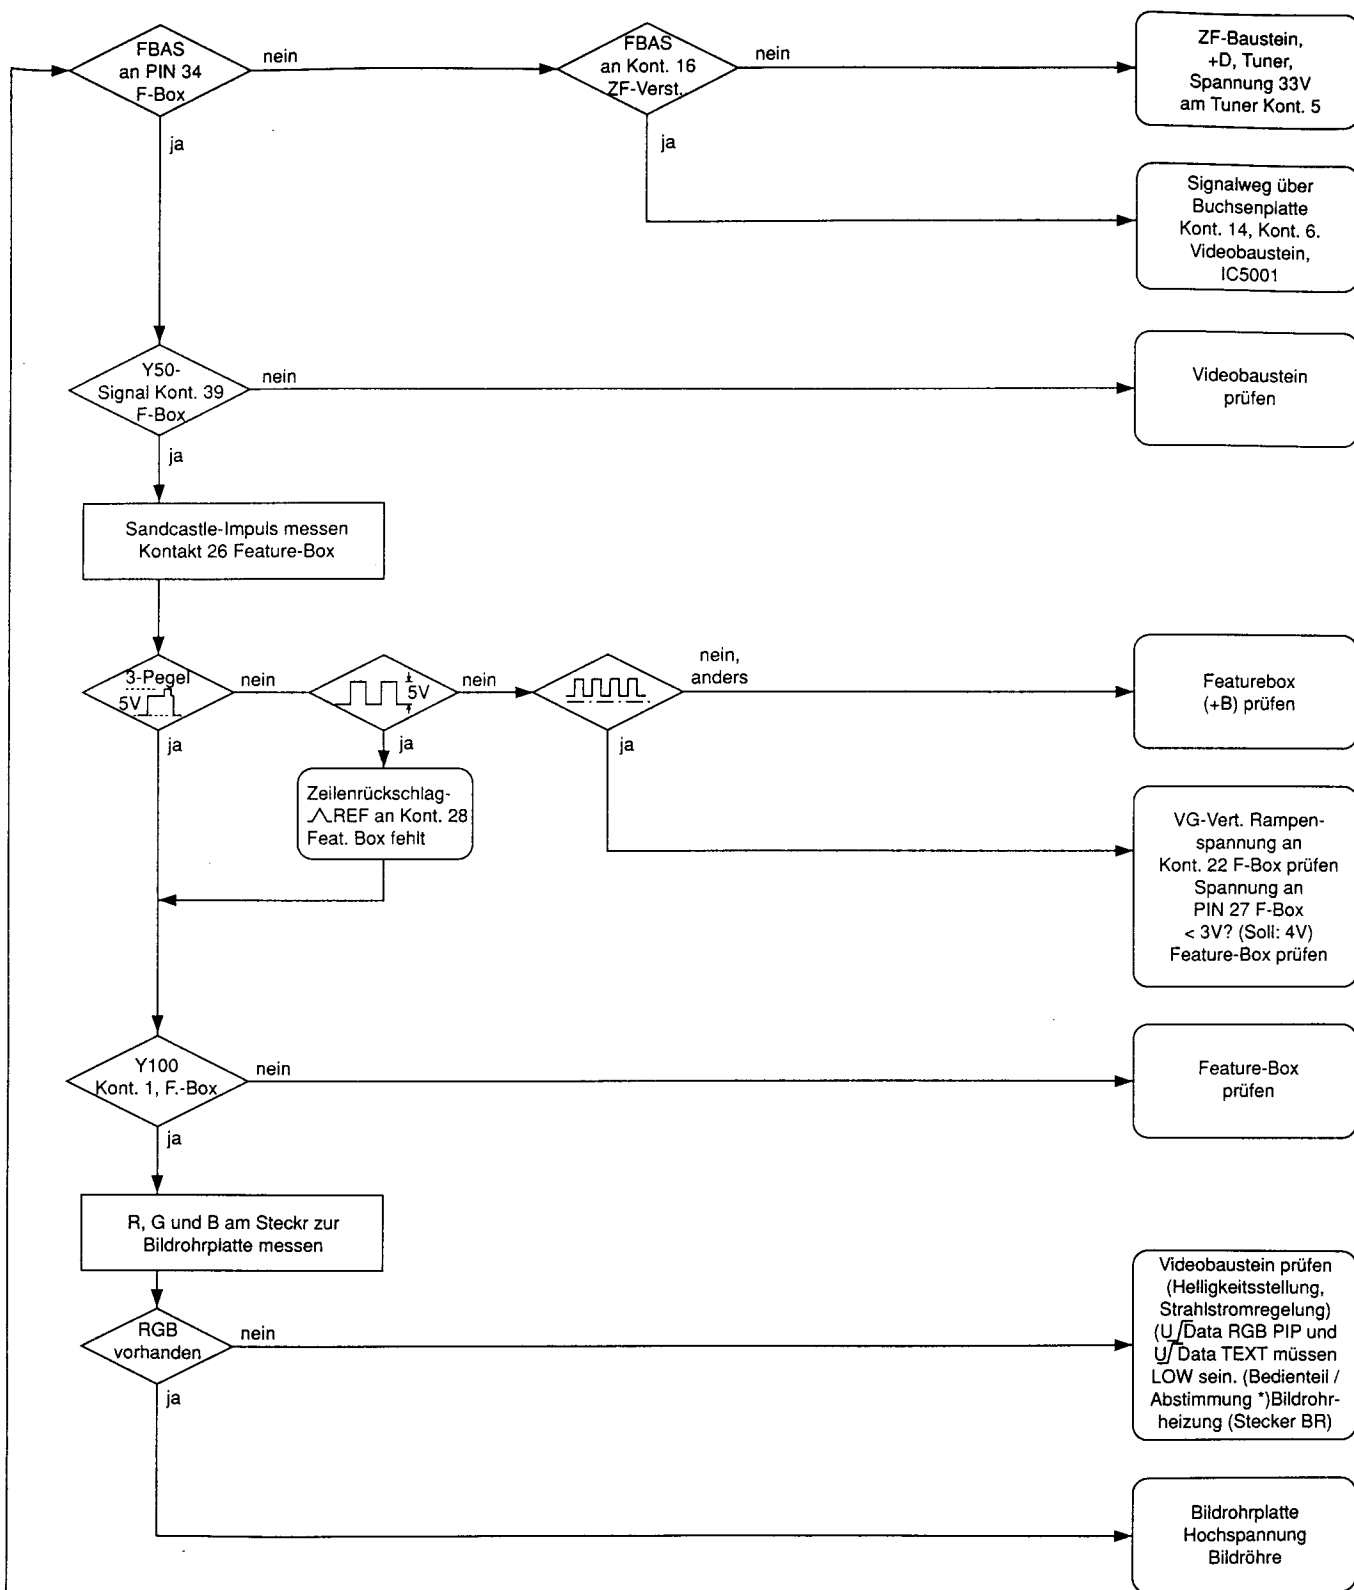 FBAS
an PIN 34
F-Box
nein
ja
FBAS
an Kont. 16
ZF-Verst.
nein
ja
ZF-Baustein,
+D, Tuner,
Spannung 33V
am Tuner Kont. 5
Signalweg über
Buchsenplatte
Kont. 14, Kont. 6.
Videobaustein,
IC5001
Y50-
Signal Kont. 39
F-Box
nein
ja
Videobaustein
prüfen
Sandcastle-Impuls messen
Kontakt 26 Feature-Box
3-Pegel
5V
nein
ja
5V
nein
ja
nein,
anders
ja
Featurebox
(+B) prüfen
Zeilenrückschlag-
REF an Kont. 28
Feat. Box fehlt
VG-Vert. Rampen-
spannung an
Kont. 22 F-Box prüfen
Spannung an
PIN 27 F-Box
< 3V? (Soll: 4V)
Feature-Box prüfen
Y100
Kont. 1, F.-Box
nein
ja
Feature-Box
prüfen
R, G und B am Steckr zur
Bildrohrplatte messen
RGB
vorhanden
nein
ja
Videobaustein prüfen
(Helligkeitsstellung,
Strahlstromregelung)
(U Data RGB PIP und
U Data TEXT müssen
LOW sein. (Bedienteil /
Abstimmung *)Bildrohr-
heizung (Stecker BR)
Bildrohrplatte
Hochspannung
Bildröhre